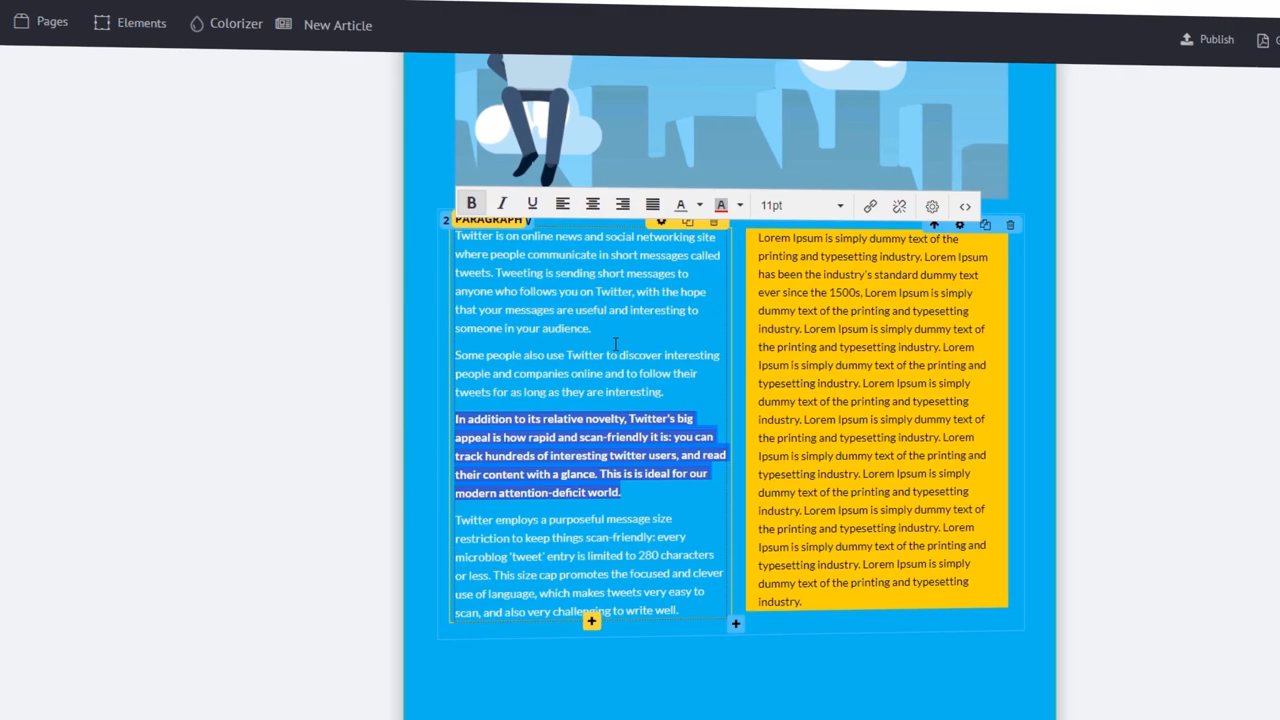 Pages
Elements
Colorizer
New Article
Publish
B I U A A 11pt
2 PARAGRAPH
Twitter is on online news and social networking site
where people communicate in short messages called
tweets. Tweeting is sending short messages to
anyone who follows you on Twitter, with the hope
that your messages are useful and interesting to
someone in your audience.
Some people also use Twitter to discover interesting
people and companies online and to follow their
tweets for as long as they are interesting.
In addition to its relative novelty, Twitter's big
appeal is how rapid and scan-friendly it is: you can
track hundreds of interesting twitter users, and read
their content with a glance. This is is ideal for our
modern attention-deficit world.
Twitter employs a purposeful message size
restriction to keep things scan-friendly: every
microblog 'tweet' entry is limited to 280 characters
or less. This size cap promotes the focused and clever
use of language, which makes tweets very easy to
scan, and also very challenging to write well.
Lorem Ipsum is simply dummy text of the
printing and typesetting industry. Lorem Ipsum
has been the industry's standard dummy text
ever since the 1500s, Lorem Ipsum is simply
dummy text of the printing and typesetting
industry. Lorem Ipsum is simply dummy text of
the printing and typesetting industry. Lorem
Ipsum is simply dummy text of the printing and
typesetting industry. Lorem Ipsum is simply
dummy text of the printing and typesetting
industry. Lorem Ipsum is simply dummy text of
the printing and typesetting industry. Lorem
Ipsum is simply dummy text of the printing and
typesetting industry. Lorem Ipsum is simply
dummy text of the printing and typesetting
industry. Lorem Ipsum is simply dummy text of
the printing and typesetting industry. Lorem
Ipsum is simply dummy text of the printing and
typesetting industry. Lorem Ipsum is simply
dummy text of the printing and typesetting
industry.